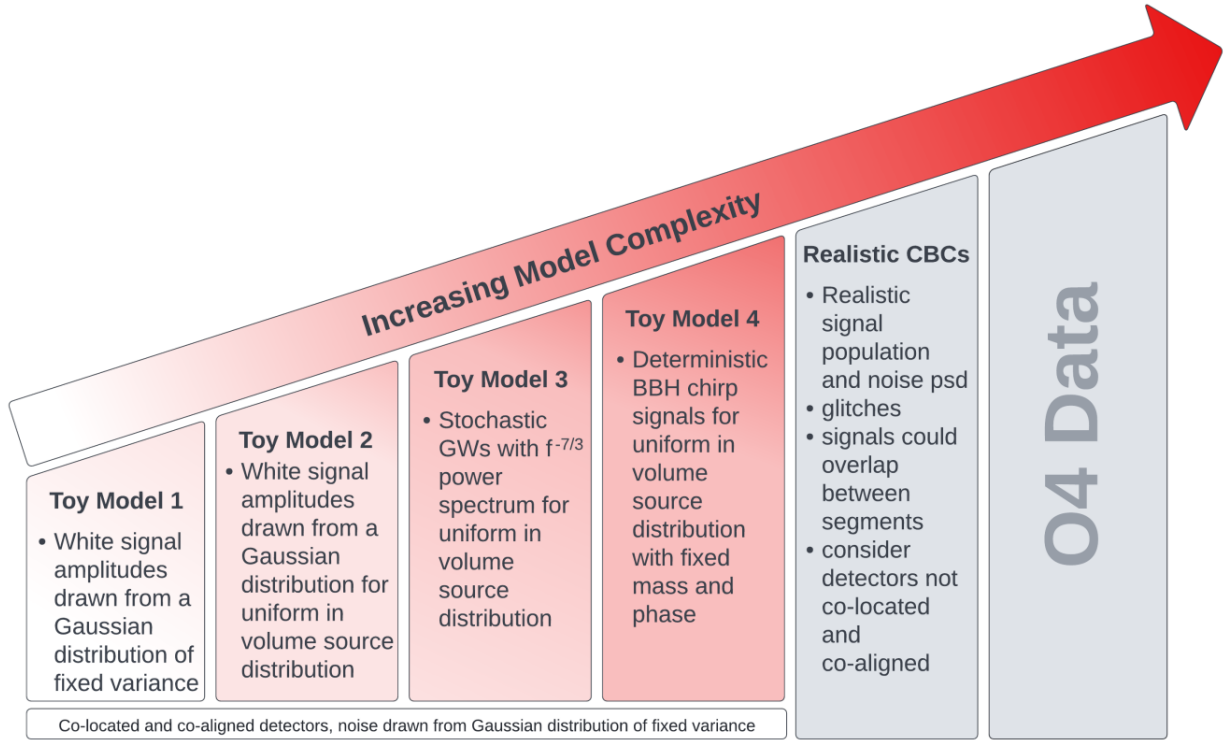 Increasing Model Complexity
Toy Model 1
• White signal
amplitudes
drawn from a
Gaussian
distribution of
fixed variance
Toy Model 2
• White signal
amplitudes
drawn from a
Gaussian
distribution for
uniform in
volume source
distribution
Toy Model 3
• Stochastic
GWs with f⁻⁷ᐟ³
power
spectrum for
uniform in
volume
source
distribution
Toy Model 4
• Deterministic
BBH chirp
signals for
uniform in
volume
source
distribution
with fixed
mass and
phase
Co-located and co-aligned detectors, noise drawn from Gaussian distribution of fixed variance
Realistic CBCs
• Realistic
signal
population
and noise psd
• glitches
• signals could
overlap
between
segments
• consider
detectors not
co-located
and
co-aligned
O4 Data